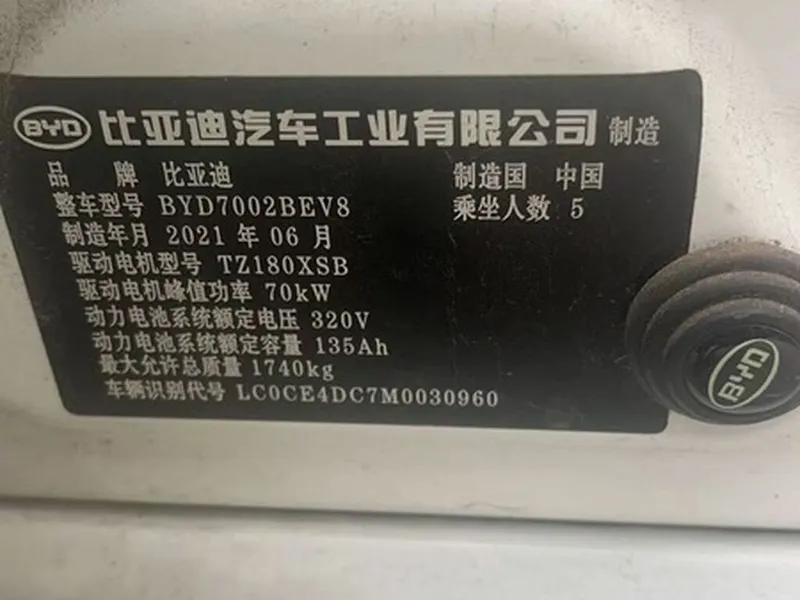 BYD 比亚迪汽车工业有限公司 制造
品牌 比亚迪 制造国 中国
整车型号 BYD7002BEV8 乘坐人数 5
制造年月 2021 年 06 月
驱动电机型号 TZ180XSB
驱动电机峰值功率 70kW
动力电池系统额定电压 320V
动力电池系统额定容量 135Ah
最大允许总质量 1740kg
车辆识别代号 LC0CE4DC7M0030960
BYD